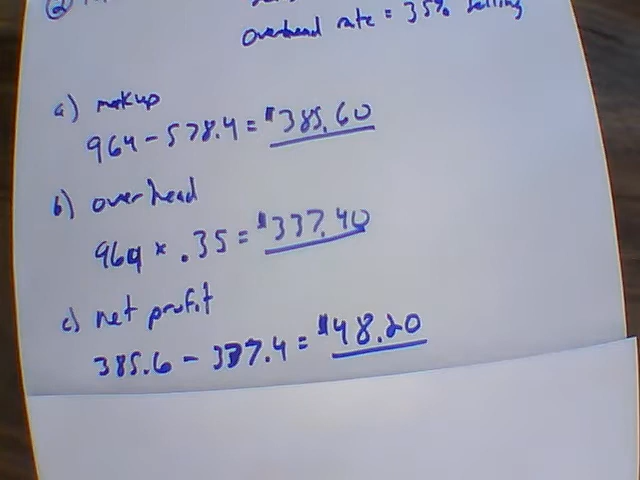 ②
overhead rate = 35% selling
a) markup
964 - 578.4 = $385.60
b) overhead
964 × .35 = $337.40
c) net profit
385.6 - 337.4 = $48.20